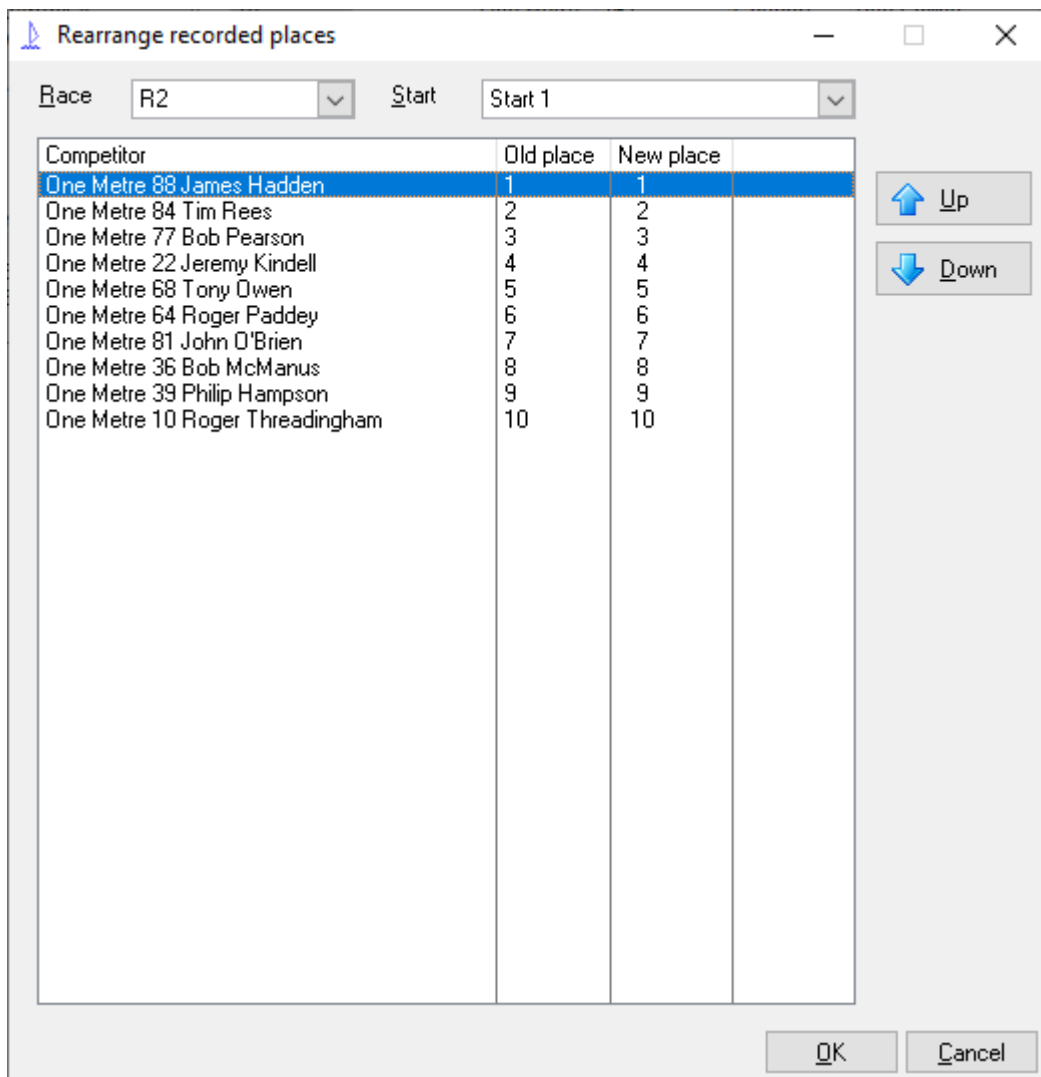 Rearrange recorded places
Race R2 Start Start 1
Competitor Old place New place
One Metre 88 James Hadden 1 1
One Metre 84 Tim Rees 2 2
One Metre 77 Bob Pearson 3 3
One Metre 22 Jeremy Kindell 4 4
One Metre 68 Tony Owen 5 5
One Metre 64 Roger Paddey 6 6
One Metre 81 John O'Brien 7 7
One Metre 36 Bob McManus 8 8
One Metre 39 Philip Hampson 9 9
One Metre 10 Roger Threadingham 10 10
Up
Down
OK Cancel